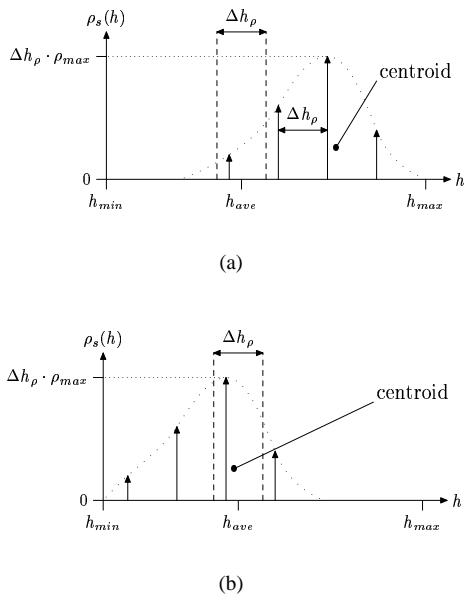 ρₛ(h)
Δhᵨ
Δhᵨ · ρₘₐₓ
centroid
Δhᵨ
0
h
hₘᵢₙ
hₐᵥₑ
hₘₐₓ
(a)
ρₛ(h)
Δhᵨ
Δhᵨ · ρₘₐₓ
centroid
0
h
hₘᵢₙ
hₐᵥₑ
hₘₐₓ
(b)